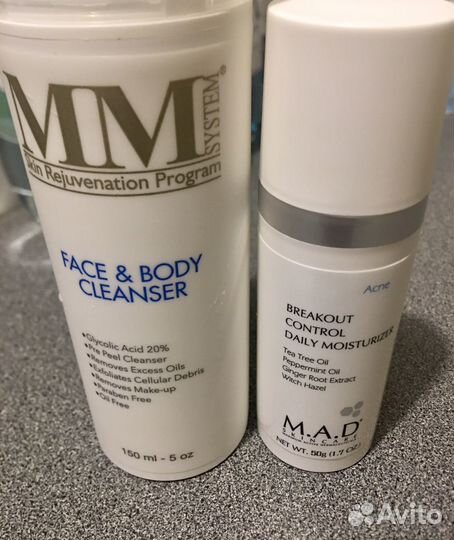 MM
SYSTEM®
Skin Rejuvenation Program
FACE & BODY
CLEANSER
•Glycolic Acid 20%
•Pre Peel Cleanser
•Removes Excess Oils
•Exfoliates Cellular Debris
•Removes Make-up
•Paraben Free
•Oil Free
150 ml - 5 oz
Acne
BREAKOUT
CONTROL
DAILY MOISTURIZER
Tea Tree Oil
Peppermint Oil
Ginger Root Extract
Witch Hazel
M.A.D
SKINCARE
NET WT. 50g (1.7 OZ.)
Avito